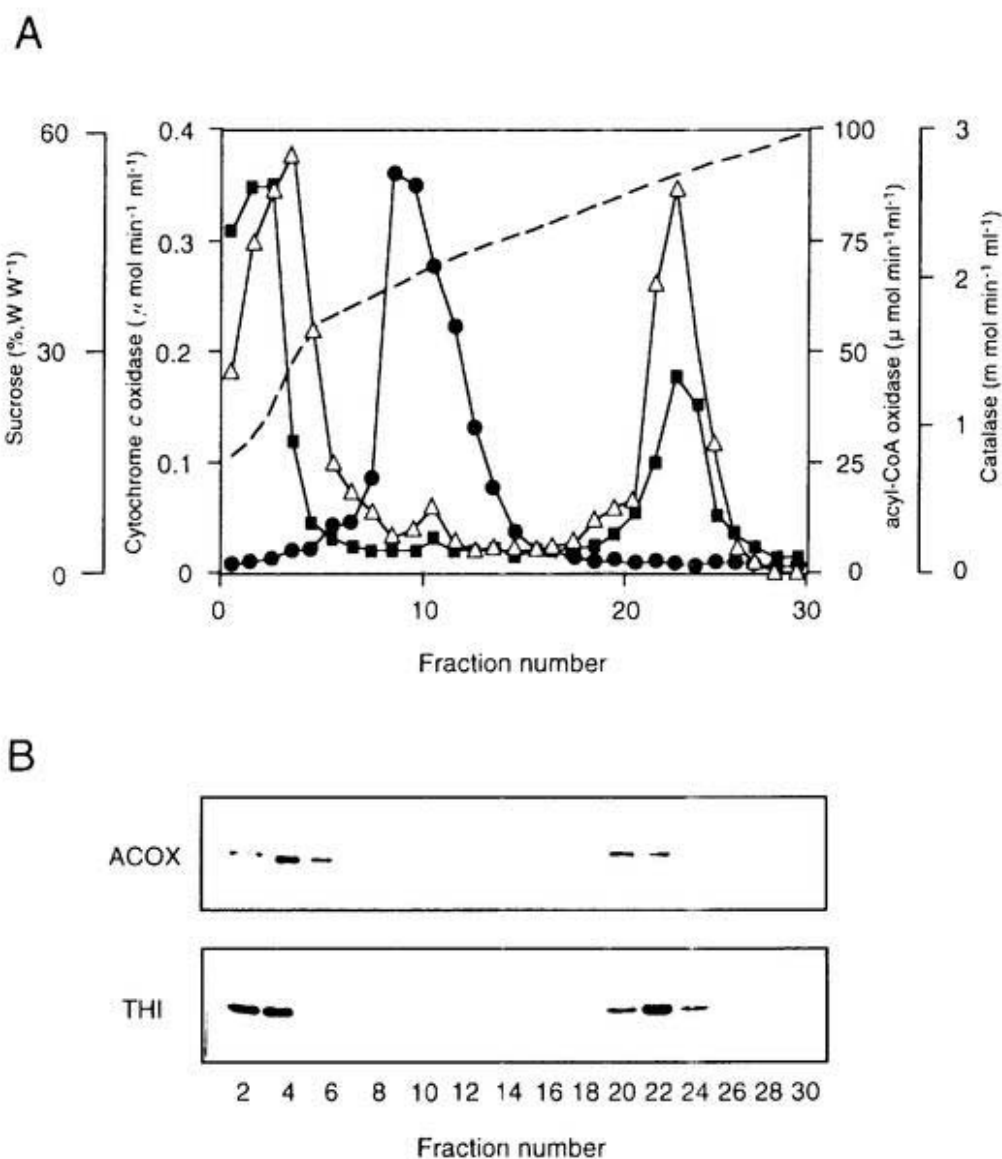 A
60
30
0
Sucrose (%. W W⁻¹)
0.4
0.3
0.2
0.1
0
Cytochrome c oxidase (μ mol min⁻¹ ml⁻¹)
100
75
50
25
0
acyl-CoA oxidase (μ mol min⁻¹ml⁻¹)
3
2
1
0
Catalase (m mol min⁻¹ ml⁻¹)
0 10 20 30
Fraction number
B
ACOX
THI
2 4 6 8 10 12 14 16 18 20 22 24 26 28 30
Fraction number